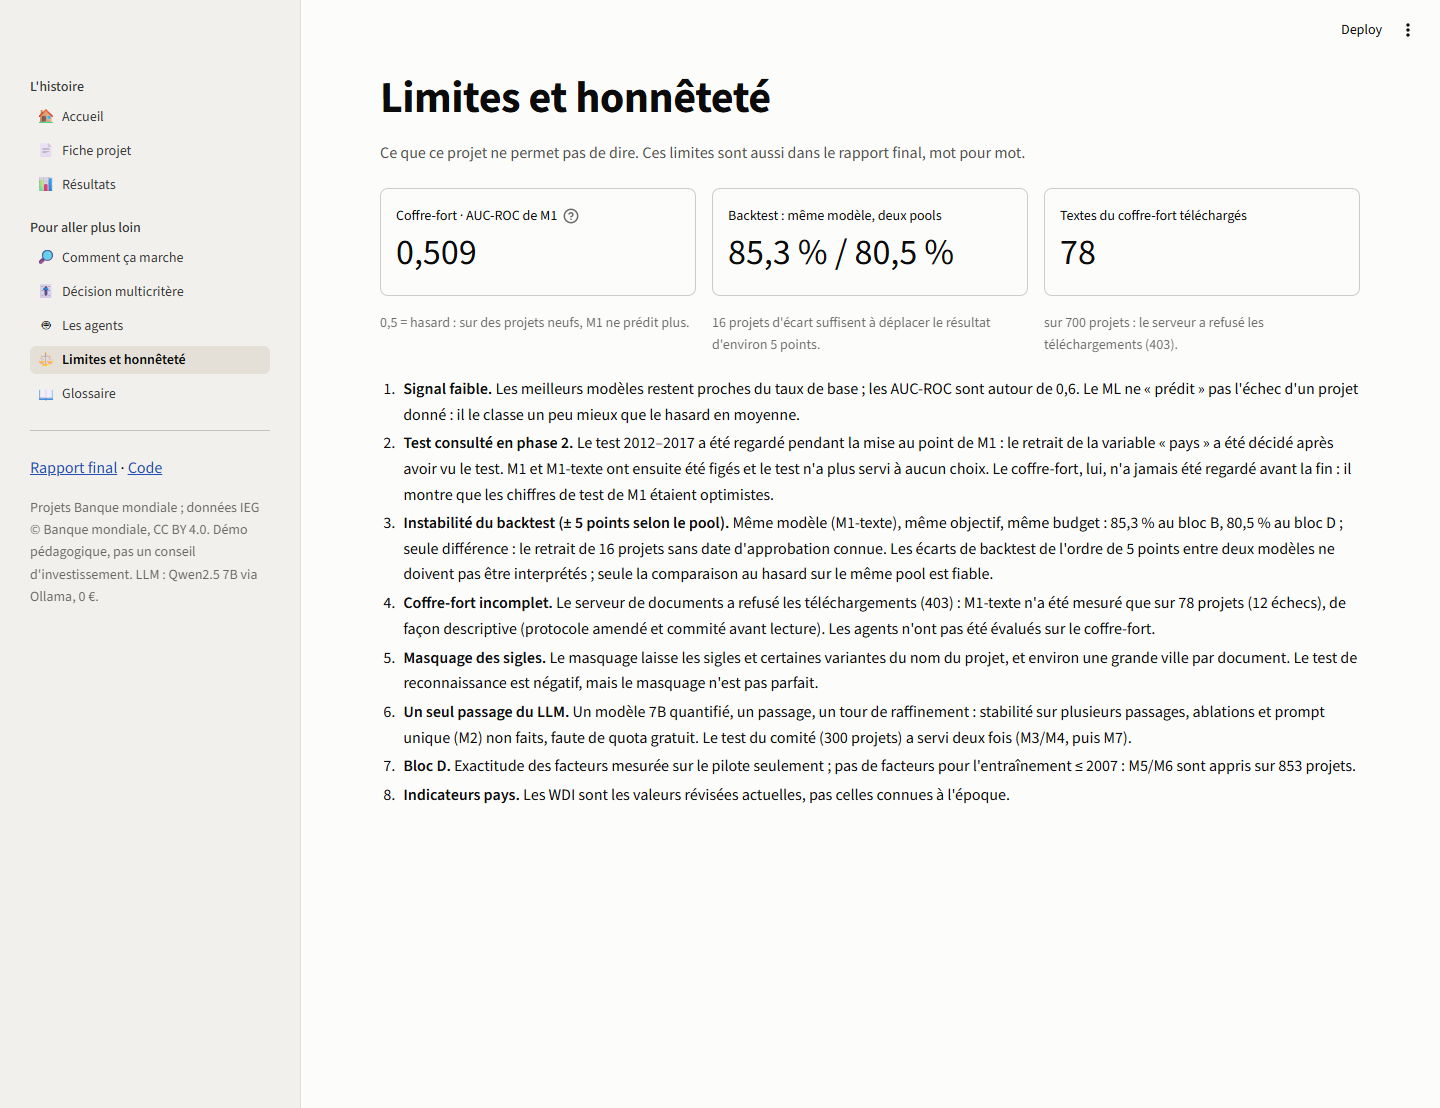 Deploy
L'histoire
Accueil
Fiche projet
Résultats
Pour aller plus loin
Comment ça marche
Décision multicritère
Les agents
Limites et honnêteté
Glossaire
Rapport final · Code
Projets Banque mondiale ; données IEG
© Banque mondiale, CC BY 4.0. Démo
pédagogique, pas un conseil
d'investissement. LLM : Qwen2.5 7B via
Ollama, 0 €.
Limites et honnêteté
Ce que ce projet ne permet pas de dire. Ces limites sont aussi dans le rapport final, mot pour mot.
Coffre-fort · AUC-ROC de M1
0,509
0,5 = hasard : sur des projets neufs, M1 ne prédit plus.
Backtest : même modèle, deux pools
85,3 % / 80,5 %
16 projets d'écart suffisent à déplacer le résultat
d'environ 5 points.
Textes du coffre-fort téléchargés
78
sur 700 projets : le serveur a refusé les
téléchargements (403).
1. Signal faible. Les meilleurs modèles restent proches du taux de base ; les AUC-ROC sont autour de 0,6. Le ML ne « prédit » pas l'échec d'un projet
donné : il le classe un peu mieux que le hasard en moyenne.
2. Test consulté en phase 2. Le test 2012–2017 a été regardé pendant la mise au point de M1 : le retrait de la variable « pays » a été décidé après
avoir vu le test. M1 et M1-texte ont ensuite été figés et le test n'a plus servi à aucun choix. Le coffre-fort, lui, n'a jamais été regardé avant la fin : il
montre que les chiffres de test de M1 étaient optimistes.
3. Instabilité du backtest (± 5 points selon le pool). Même modèle (M1-texte), même objectif, même budget : 85,3 % au bloc B, 80,5 % au bloc D ;
seule différence : le retrait de 16 projets sans date d'approbation connue. Les écarts de backtest de l'ordre de 5 points entre deux modèles ne
doivent pas être interprétés ; seule la comparaison au hasard sur le même pool est fiable.
4. Coffre-fort incomplet. Le serveur de documents a refusé les téléchargements (403) : M1-texte n'a été mesuré que sur 78 projets (12 échecs), de
façon descriptive (protocole amendé et commité avant lecture). Les agents n'ont pas été évalués sur le coffre-fort.
5. Masquage des sigles. Le masquage laisse les sigles et certaines variantes du nom du projet, et environ une grande ville par document. Le test de
reconnaissance est négatif, mais le masquage n'est pas parfait.
6. Un seul passage du LLM. Un modèle 7B quantifié, un passage, un tour de raffinement : stabilité sur plusieurs passages, ablations et prompt
unique (M2) non faits, faute de quota gratuit. Le test du comité (300 projets) a servi deux fois (M3/M4, puis M7).
7. Bloc D. Exactitude des facteurs mesurée sur le pilote seulement ; pas de facteurs pour l'entraînement ≤ 2007 : M5/M6 sont appris sur 853 projets.
8. Indicateurs pays. Les WDI sont les valeurs révisées actuelles, pas celles connues à l'époque.